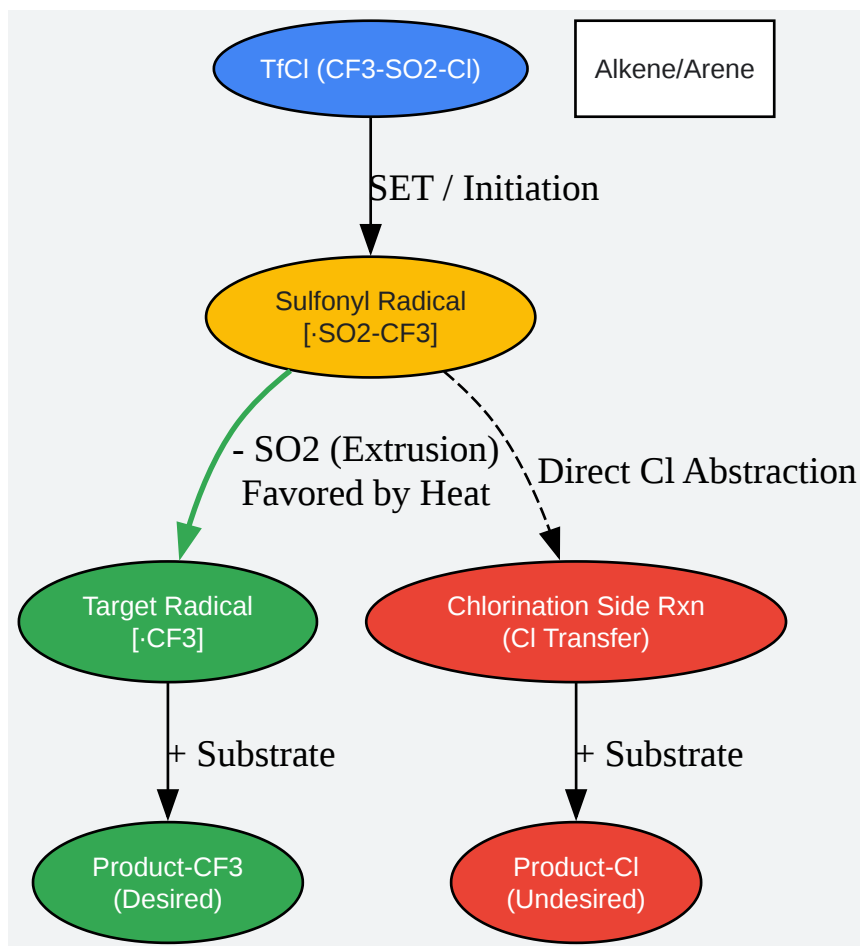 TfCl (CF3-SO2-Cl)
Alkene/Arene
SET / Initiation
Sulfonyl Radical
[·SO2-CF3]
- SO2 (Extrusion)
Favored by Heat
Direct Cl Abstraction
Target Radical
[·CF3]
Chlorination Side Rxn
(Cl Transfer)
+ Substrate
+ Substrate
Product-CF3
(Desired)
Product-Cl
(Undesired)